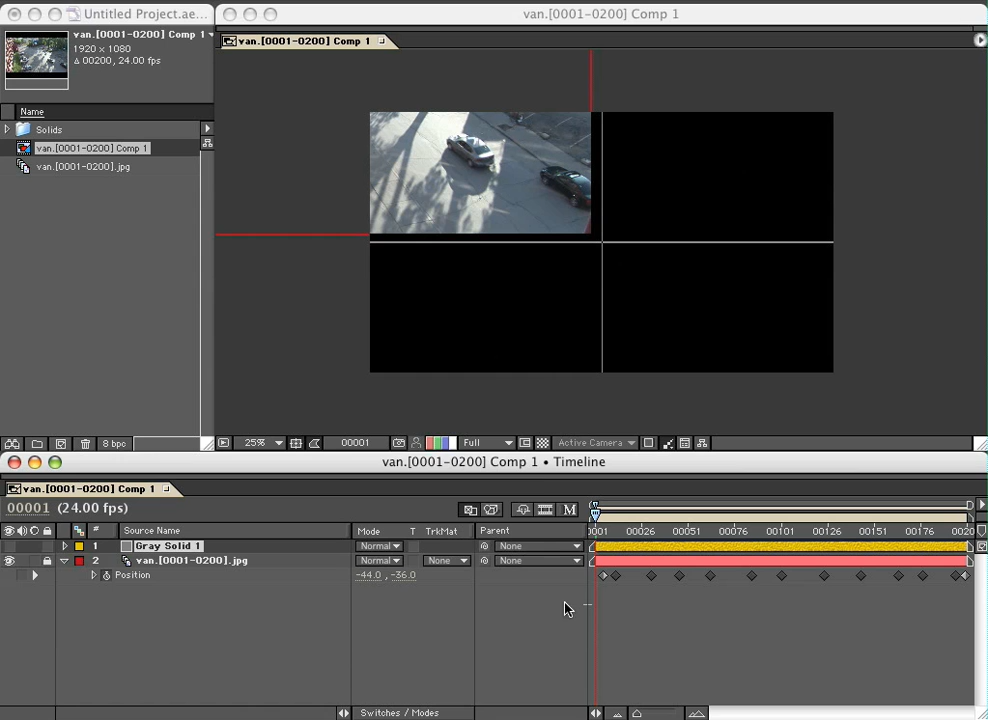 Untitled Project.ae...
van.[0001-0200] Comp 1
van.[0001-0200] Comp 1
1920 x 1080
Δ 00200, 24.00 fps
van.[0001-0200] Comp 1
Name
Solids
van.[0001-0200] Comp 1
van.[0001-0200].jpg
8 bpc
25%
00001
Full
Active Camera
van.[0001-0200] Comp 1 • Timeline
van.[0001-0200] Comp 1
00001 (24.00 fps)
M
# Source Name Mode T TrkMat Parent
0001 00026 00051 00076 00101 00126 00151 00176 0020
1 Gray Solid 1 Normal None
2 van.[0001-0200].jpg Normal None None
Position -44.0, -36.0
Switches / Modes